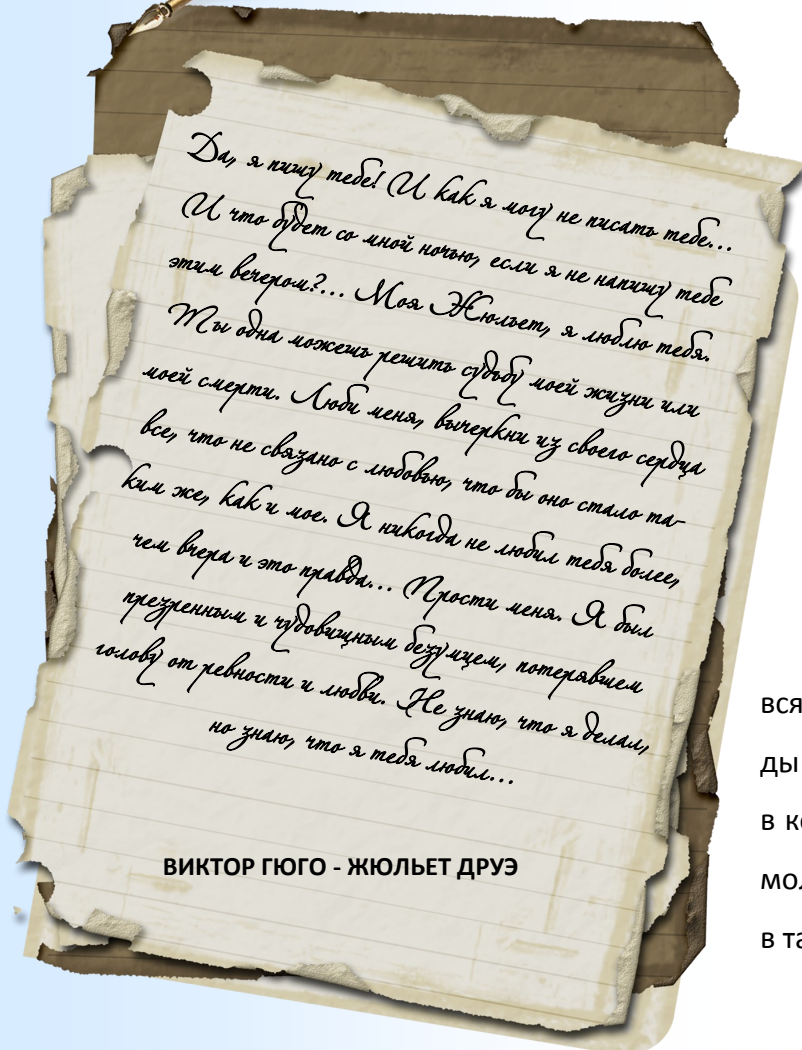 Да, я пишу тебе! И как я могу не писать тебе...
И что будет со мной ночью, если я не напишу тебе
этим вечером?... Моя Жюльет, я люблю тебя.
Ты одна можешь решить судьбу моей жизни или
моей смерти. Люби меня, вычеркни из своего сердца
все, что не связано с любовью, что бы оно стало та-
ким же, как и мое. Я никогда не любил тебя более,
чем вчера и это правда... Прости меня. Я был
презренным и чудовищным безумцем, потерявшем
голову от ревности и любви. Не знаю, что я делал,
но знаю, что я тебя любил...
ВИКТОР ГЮГО - ЖЮЛЬЕТ ДРУЭ
вся
ды
в
в